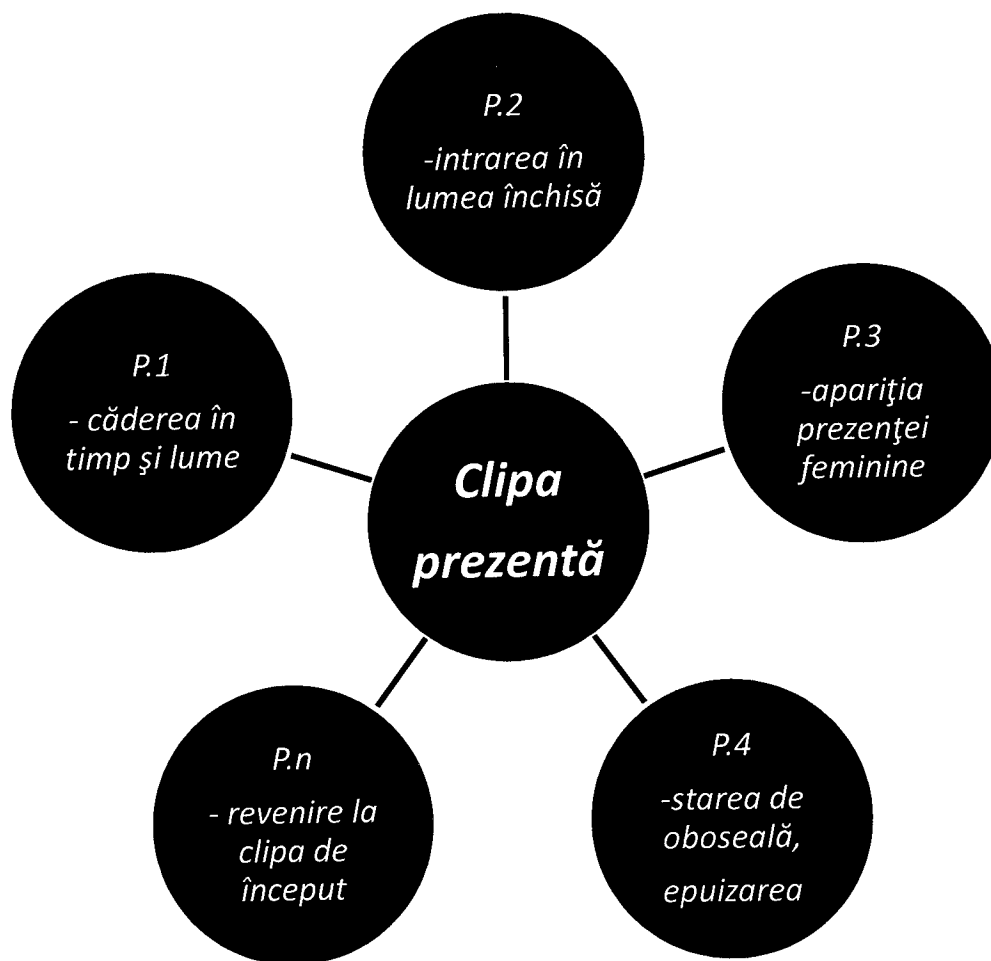 P.2
-intrarea în
lumea închisă
P.1
- căderea în
timp şi lume
P.3
-apariţia
prezenţei
feminine
Clipa
prezentă
P.n
- revenire la
clipa de
început
P.4
-starea de
oboseală,
epuizarea